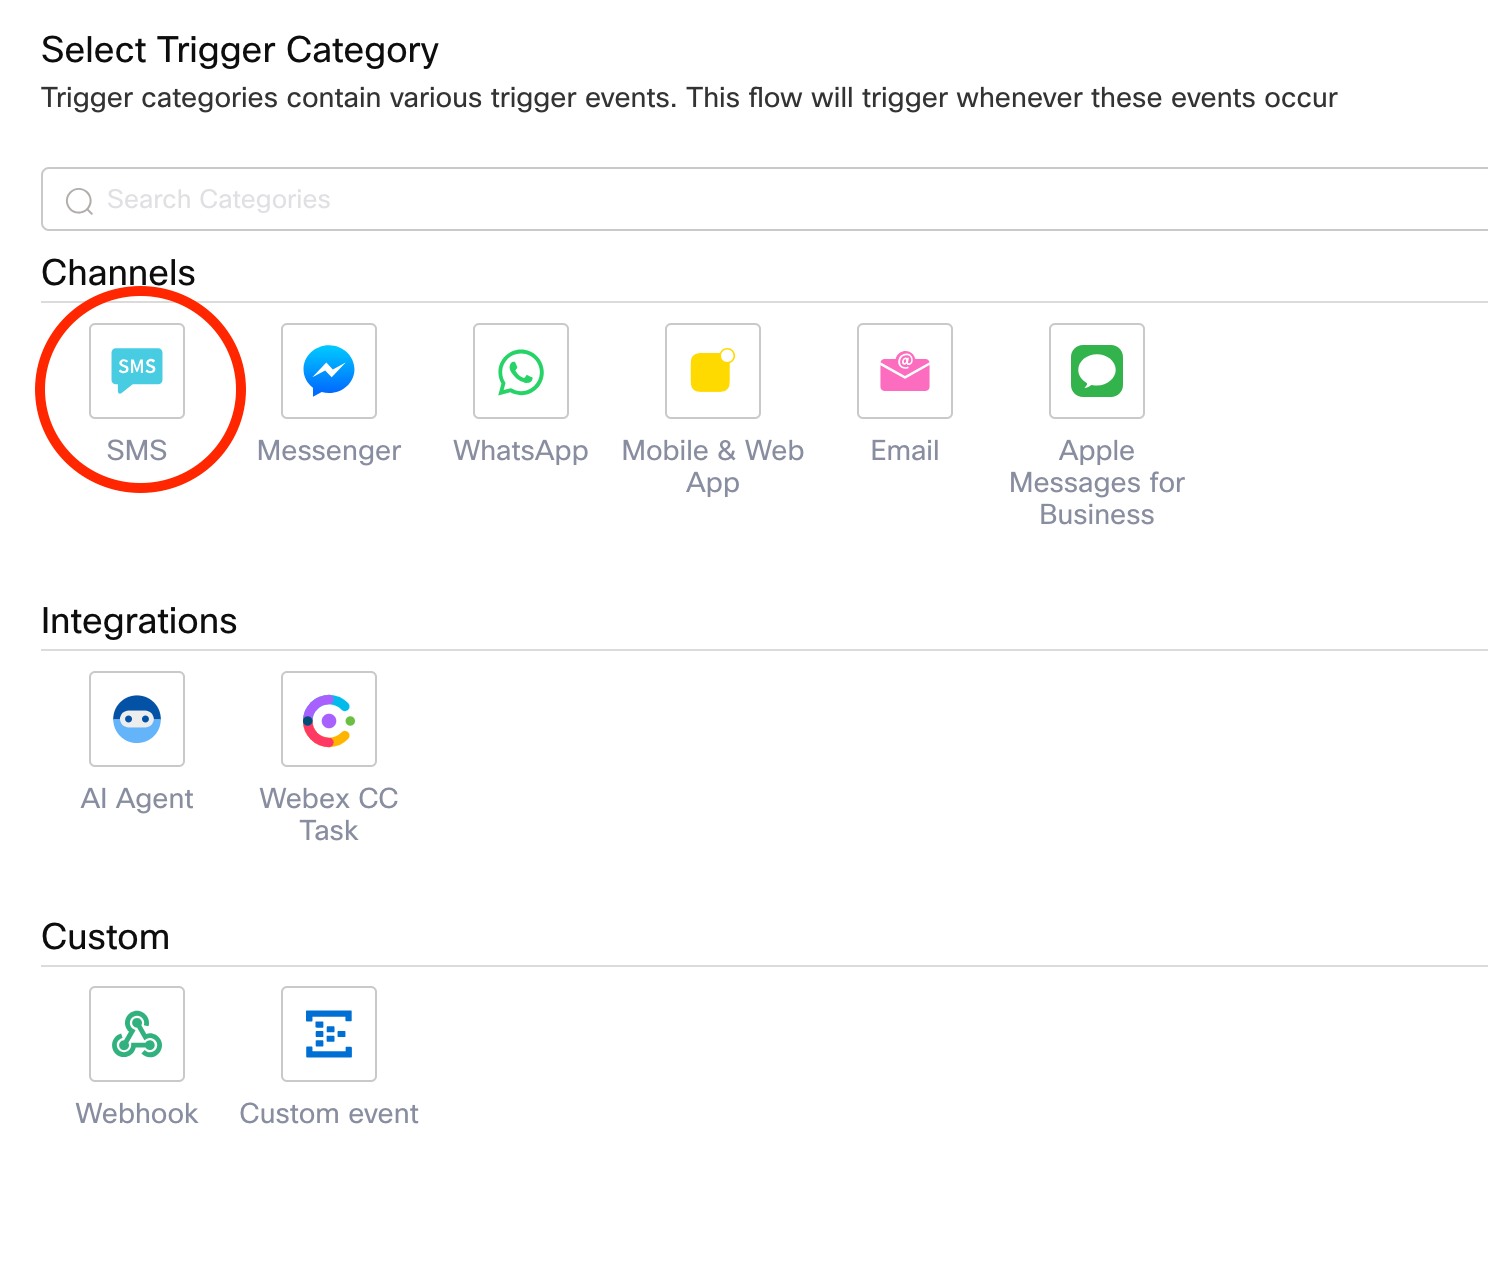 Select Trigger Category
Trigger categories contain various trigger events. This flow will trigger whenever these events occur
Search Categories
Channels
SMS
SMS
Messenger
WhatsApp
Mobile & Web
App
@
Email
Apple
Messages for
Business
Integrations
AI Agent
Webex CC
Task
Custom
Webhook
Custom event